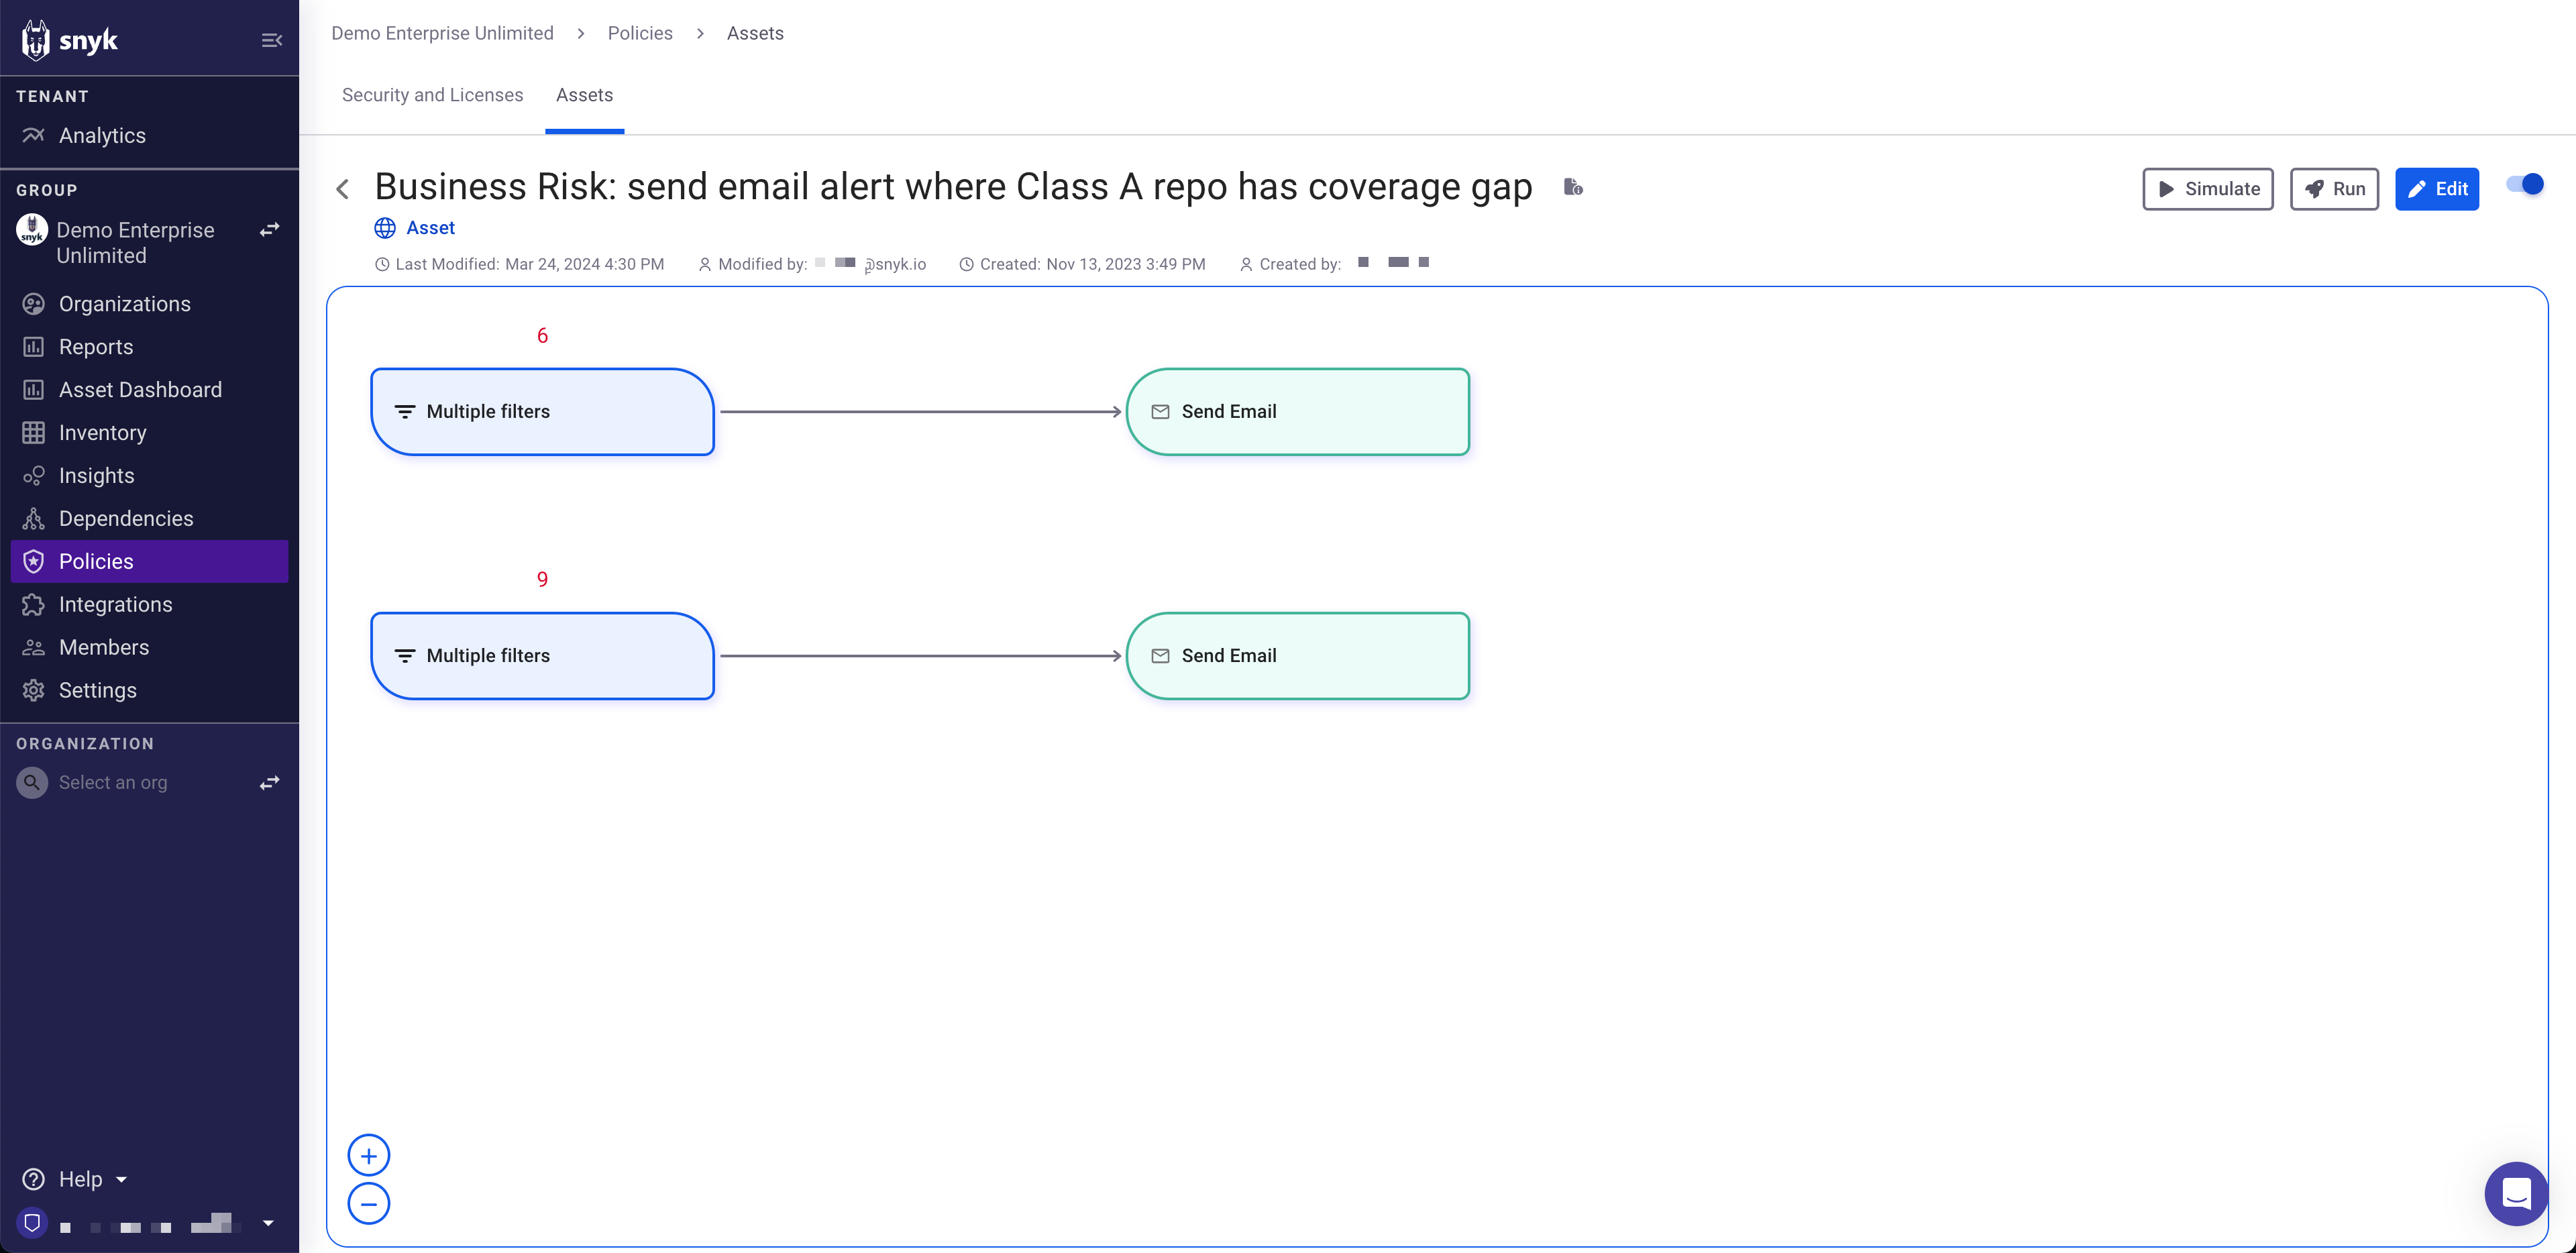 snyk
TENANT
Analytics
GROUP
snyk
Demo Enterprise
Unlimited
Organizations
Reports
Asset Dashboard
Inventory
Insights
Dependencies
Policies
Integrations
Members
Settings
ORGANIZATION
Select an org
Help
Demo Enterprise Unlimited > Policies > Assets
Security and Licenses Assets
Business Risk: send email alert where Class A repo has coverage gap
Simulate Run Edit
Asset
Last Modified: Mar 24, 2024 4:30 PM Modified by: @snyk.io Created: Nov 13, 2023 3:49 PM Created by:
6
Multiple filters Send Email
9
Multiple filters Send Email